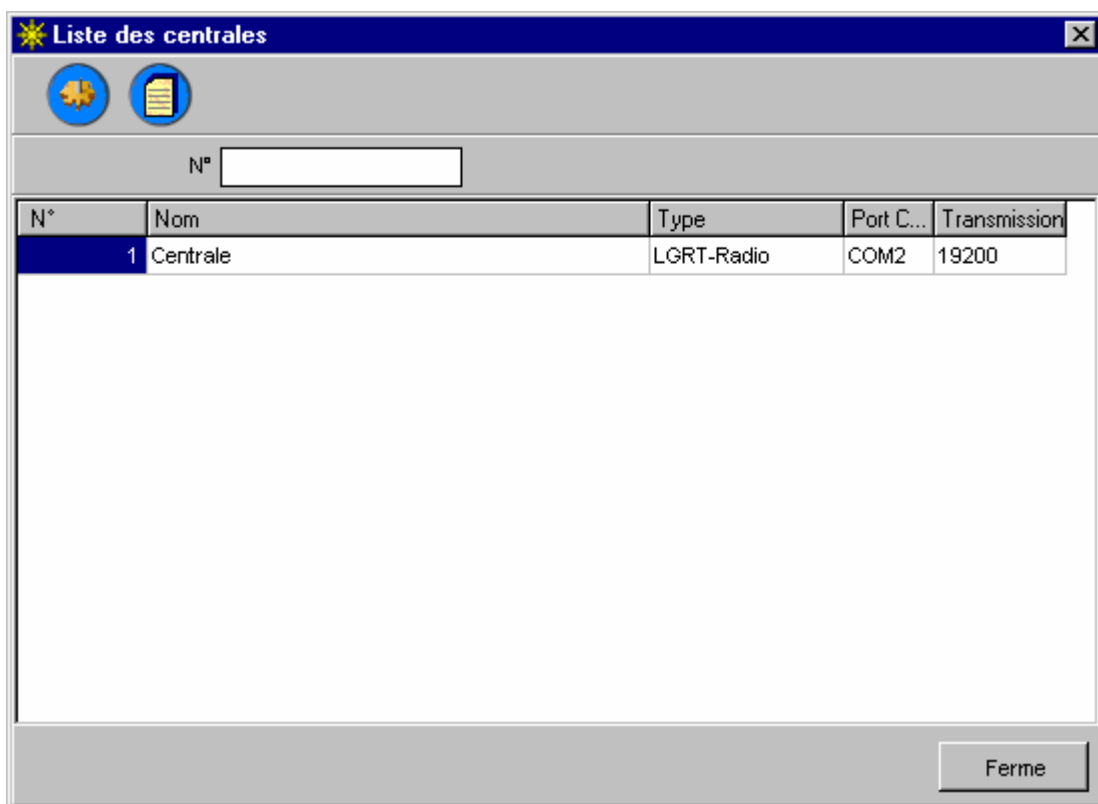 Liste des centrales
N°
N° Nom Type Port C... Transmission
1 Centrale LGRT-Radio COM2 19200
Ferme